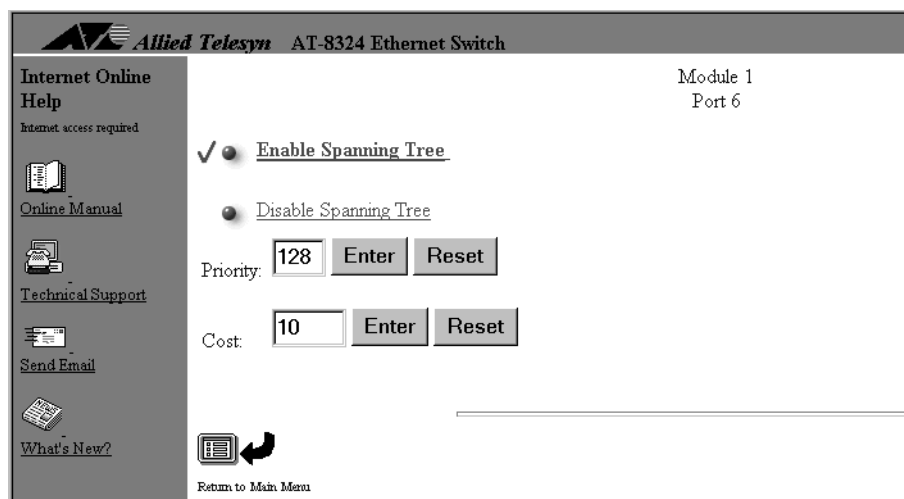 Allied Telesyn AT-8324 Ethernet Switch
Internet Online
Help
Internet access required
Online Manual
Technical Support
Send Email
What's New?
Module 1
Port 6
Enable Spanning Tree
Disable Spanning Tree
Priority: 128 Enter Reset
Cost: 10 Enter Reset
Return to Main Menu